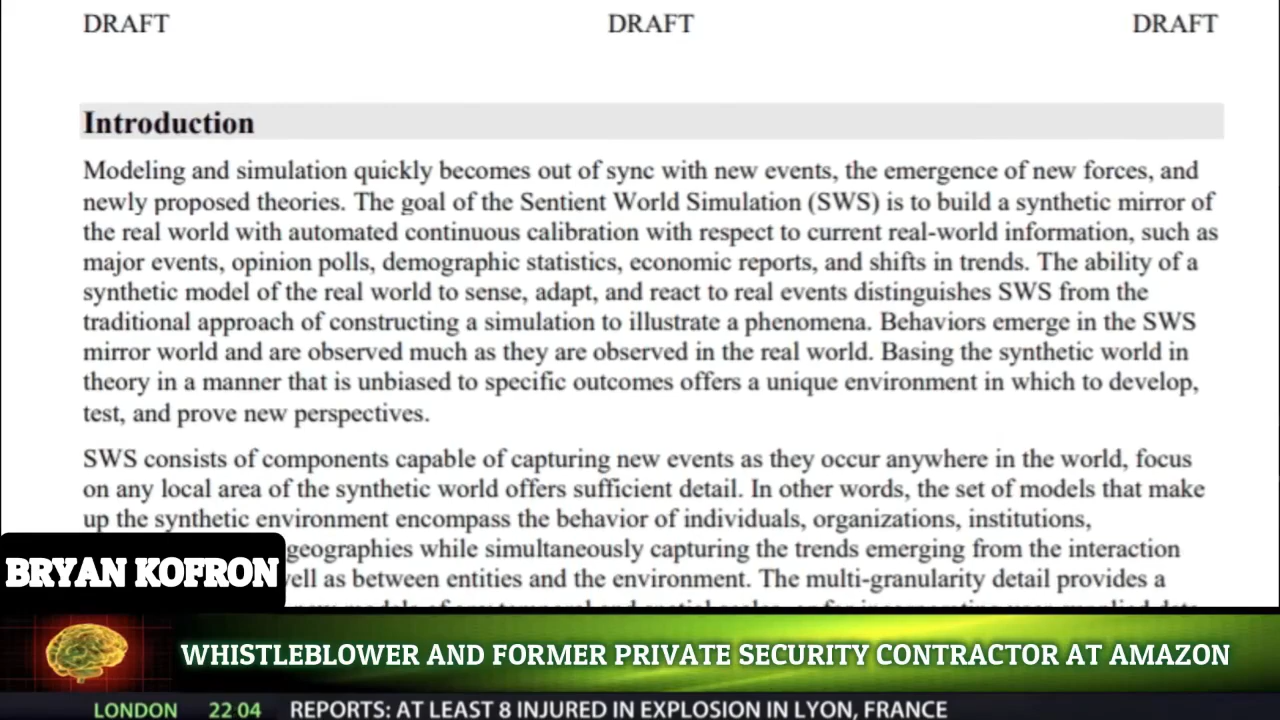 DRAFT DRAFT DRAFT
Introduction
Modeling and simulation quickly becomes out of sync with new events, the emergence of new forces, and
newly proposed theories. The goal of the Sentient World Simulation (SWS) is to build a synthetic mirror of
the real world with automated continuous calibration with respect to current real-world information, such as
major events, opinion polls, demographic statistics, economic reports, and shifts in trends. The ability of a
synthetic model of the real world to sense, adapt, and react to real events distinguishes SWS from the
traditional approach of constructing a simulation to illustrate a phenomena. Behaviors emerge in the SWS
mirror world and are observed much as they are observed in the real world. Basing the synthetic world in
theory in a manner that is unbiased to specific outcomes offers a unique environment in which to develop,
test, and prove new perspectives.
SWS consists of components capable of capturing new events as they occur anywhere in the world, focus
on any local area of the synthetic world offers sufficient detail. In other words, the set of models that make
up the synthetic environment encompass the behavior of individuals, organizations, institutions,
geographies while simultaneously capturing the trends emerging from the interaction
as between entities and the environment. The multi-granularity detail provides a
BRYAN KOFRON
WHISTLEBLOWER AND FORMER PRIVATE SECURITY CONTRACTOR AT AMAZON
LONDON 22 04 REPORTS: AT LEAST 8 INJURED IN EXPLOSION IN LYON, FRANCE